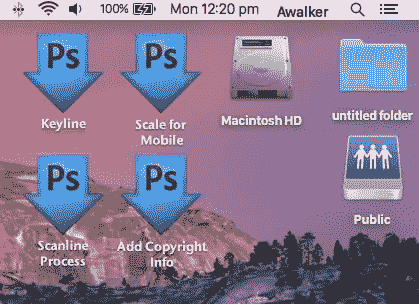 100% Mon 12:20 pm Awalker
Ps Ps
Keyline
Scale for
Mobile
Macintosh HD
untitled folder
Ps Ps
Scanline
Process
Add Copyright
Info
Public